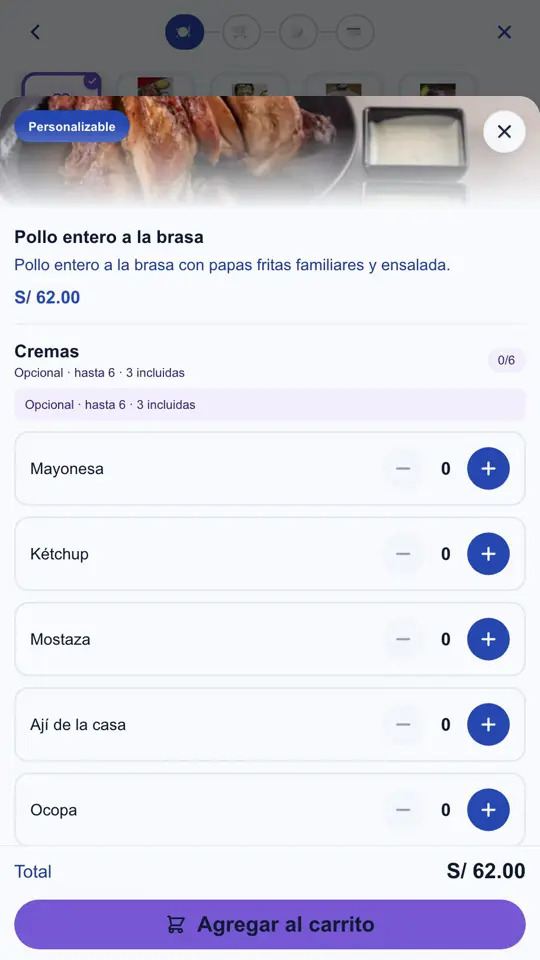 Personalizable
Pollo entero a la brasa
Pollo entero a la brasa con papas fritas familiares y ensalada.
S/ 62.00
Cremas
Opcional · hasta 6 · 3 incluidas
0/6
Opcional · hasta 6 · 3 incluidas
Mayonesa
0
Kétchup
0
Mostaza
0
Ají de la casa
0
Ocopa
0
Total
S/ 62.00
Agregar al carrito